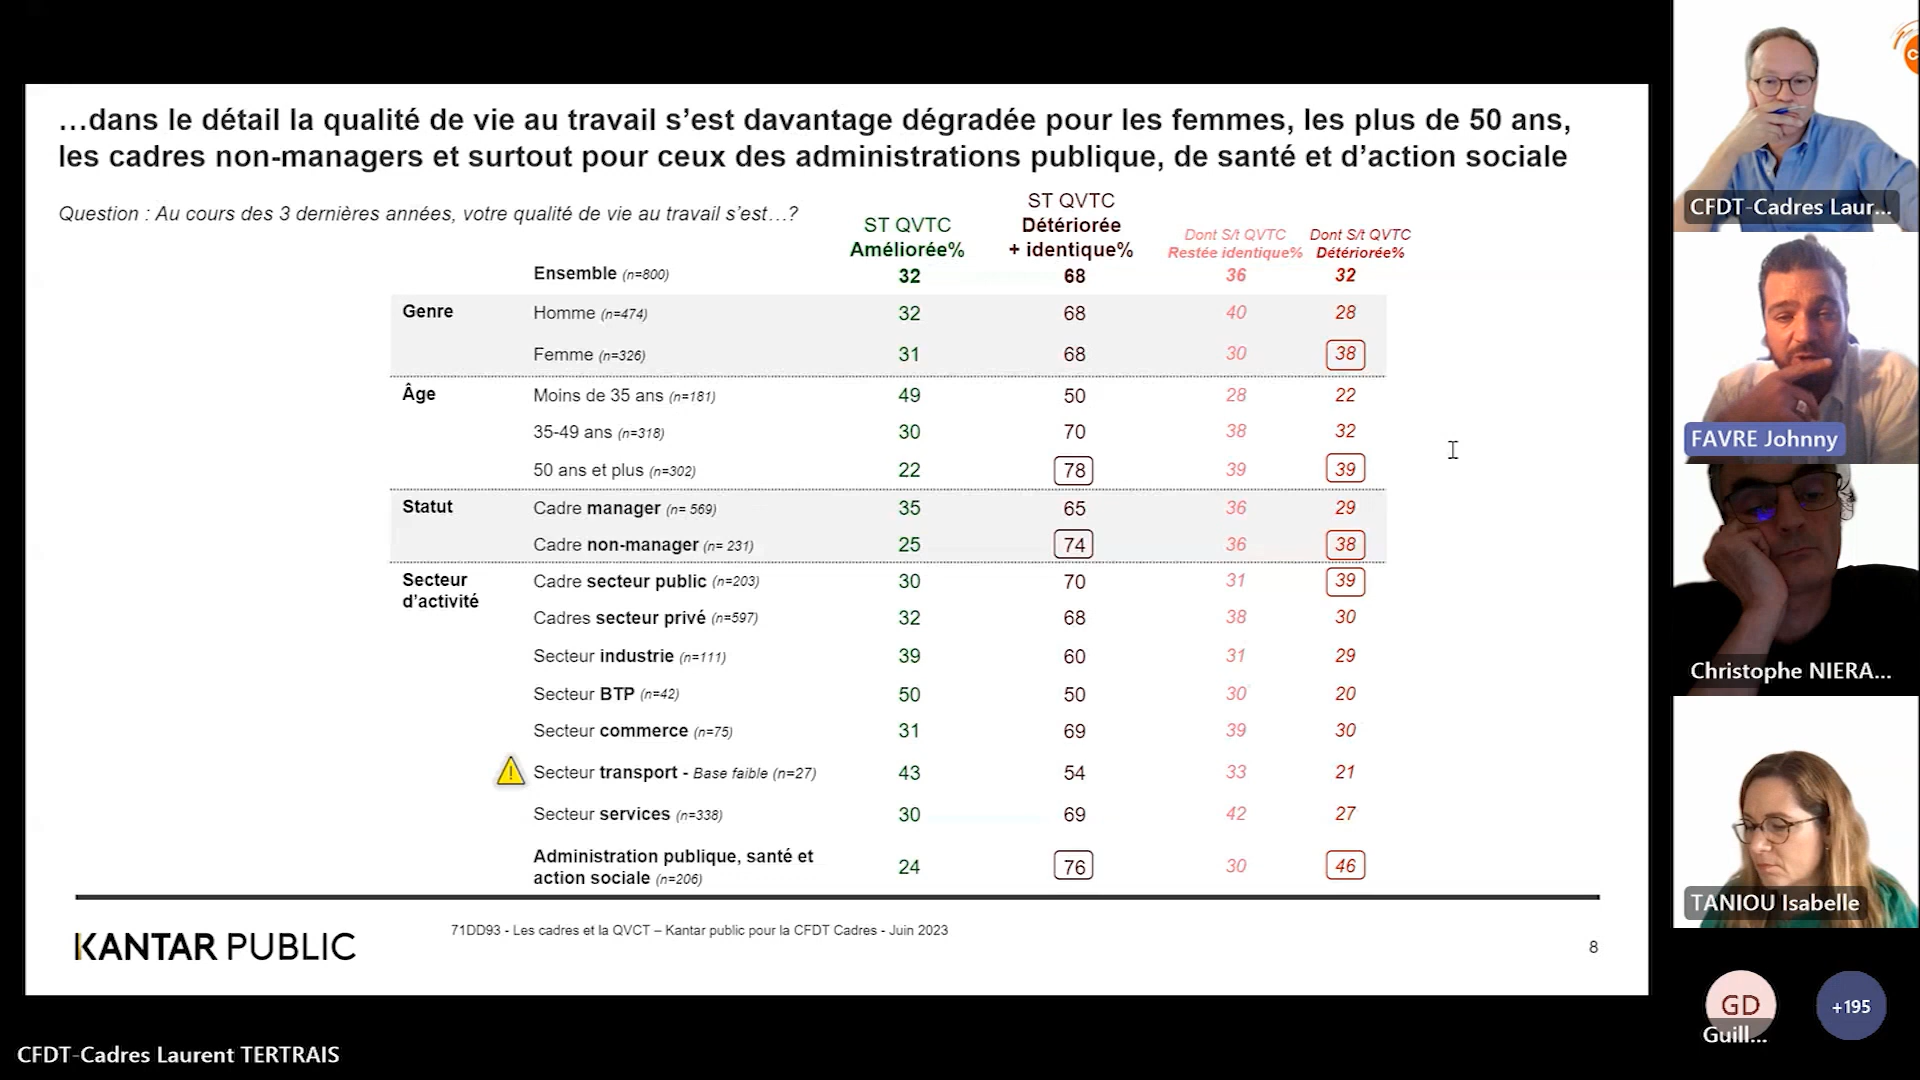 …dans le détail la qualité de vie au travail s’est davantage dégradée pour les femmes, les plus de 50 ans,
les cadres non-managers et surtout pour ceux des administrations publique, de santé et d’action sociale
Question : Au cours des 3 dernières années, votre qualité de vie au travail s’est…?
ST QVTC
Améliorée%
ST QVTC
Détériorée
+ identique%
Dont S/t QVTC
Restée identique%
Dont S/t QVTC
Détériorée%
Ensemble (n=800) 32 68 36 32
Genre Homme (n=474) 32 68 40 28
Femme (n=326) 31 68 30 38
Âge Moins de 35 ans (n=181) 49 50 28 22
35-49 ans (n=318) 30 70 38 32
50 ans et plus (n=302) 22 78 39 39
Statut Cadre manager (n= 569) 35 65 36 29
Cadre non-manager (n= 231) 25 74 36 38
Secteur
d’activité
Cadre secteur public (n=203) 30 70 31 39
Cadres secteur privé (n=597) 32 68 38 30
Secteur industrie (n=111) 39 60 31 29
Secteur BTP (n=42) 50 50 30 20
Secteur commerce (n=75) 31 69 39 30
Secteur transport - Base faible (n=27) 43 54 33 21
Secteur services (n=338) 30 69 42 27
Administration publique, santé et
action sociale (n=206) 24 76 30 46
KANTAR PUBLIC
71DD93 - Les cadres et la QVCT – Kantar public pour la CFDT Cadres - Juin 2023
8
CFDT-Cadres Laurent TERTRAIS
CFDT-Cadres Laur...
FAVRE Johnny
Christophe NIERA...
TANIOU Isabelle
GD
Guill...
+195